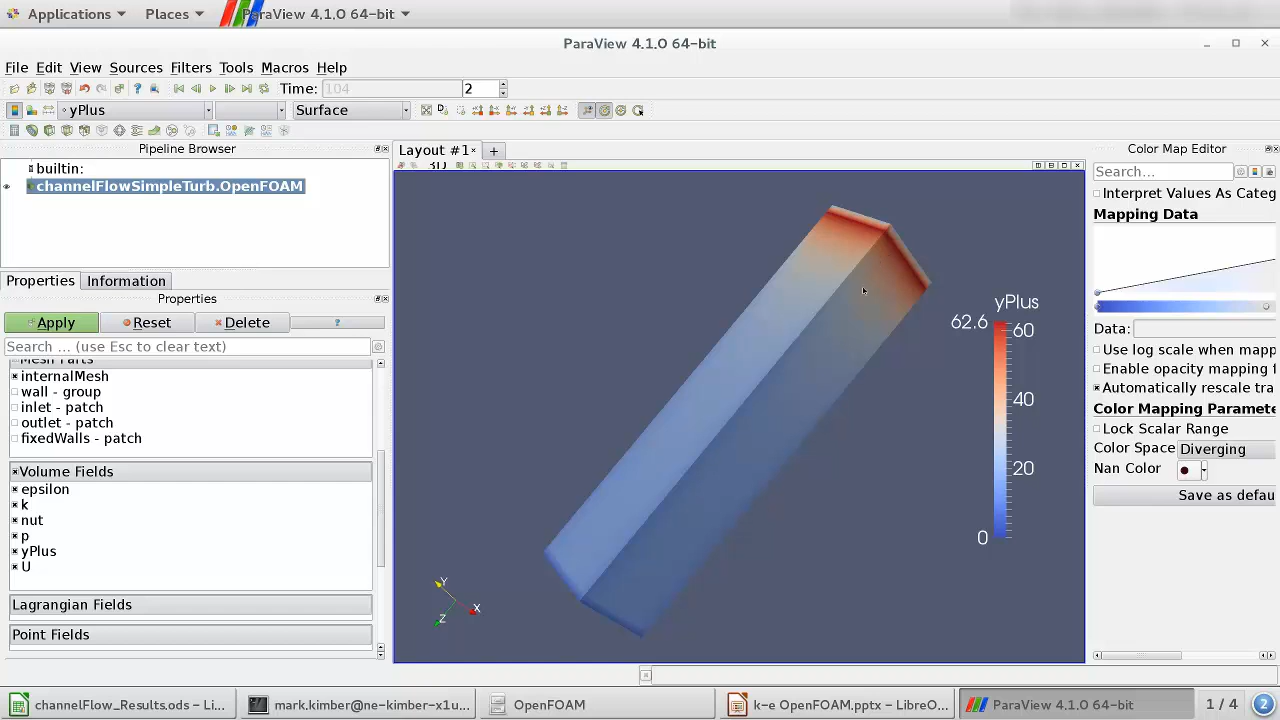 Applications Places ParaView 4.1.0 64-bit
ParaView 4.1.0 64-bit
File Edit View Sources Filters Tools Macros Help
Time: 104 2
yPlus Surface
Pipeline Browser
builtin:
channelFlowSimpleTurb.OpenFOAM
Properties Information
Properties
Apply Reset Delete ?
Search ... (use Esc to clear text)
Mesh Parts
internalMesh
wall - group
inlet - patch
outlet - patch
fixedWalls - patch
Volume Fields
epsilon
k
nut
p
yPlus
U
Lagrangian Fields
Point Fields
Layout #1 +
3D
yPlus
62.6
60
40
20
0
Y
X
Z
Color Map Editor
Search...
Interpret Values As Categ
Mapping Data
Data:
Use log scale when mapp
Enable opacity mapping f
Automatically rescale tra
Color Mapping Paramete
Lock Scalar Range
Color Space Diverging
Nan Color
Save as defau
channelFlow_Results.ods - Li... mark.kimber@ne-kimber-x1u... OpenFOAM k-e OpenFOAM.pptx - LibreO... ParaView 4.1.0 64-bit 1 / 4 2